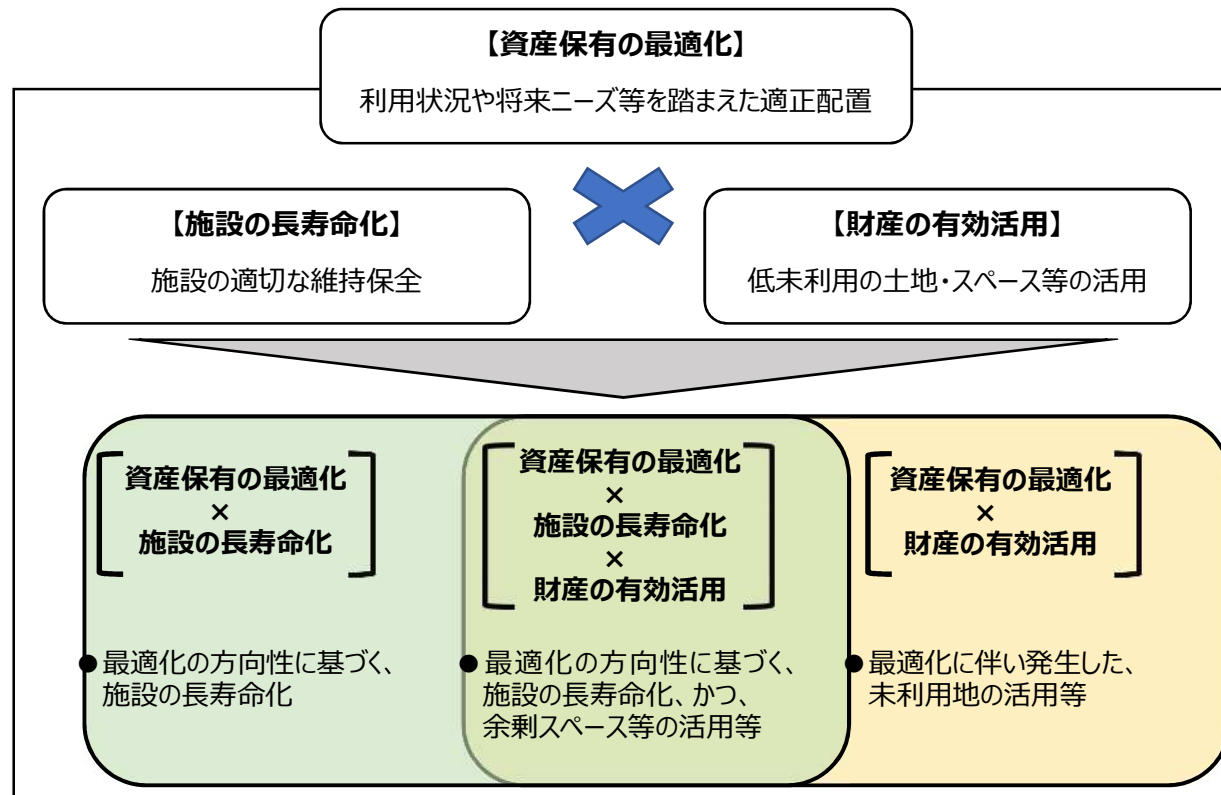 【資産保有の最適化】
利用状況や将来ニーズ等を踏まえた適正配置
【施設の長寿命化】
施設の適切な維持保全
【財産の有効活用】
低未利用の土地・スペース等の活用
資産保有の最適化
×
施設の長寿命化
●最適化の方向性に基づく、
施設の長寿命化
資産保有の最適化
×
施設の長寿命化
×
財産の有効活用
●最適化の方向性に基づく、
施設の長寿命化、かつ、
余剰スペース等の活用等
資産保有の最適化
×
財産の有効活用
●最適化に伴い発生した、
未利用地の活用等